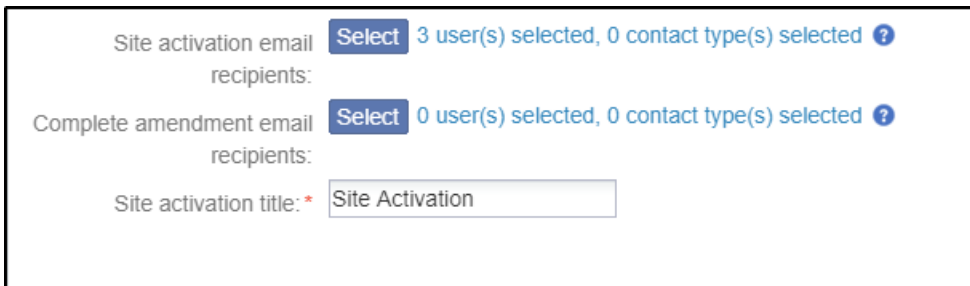 Site activation email Select 3 user(s) selected, 0 contact type(s) selected ?
recipients:
Complete amendment email Select 0 user(s) selected, 0 contact type(s) selected ?
recipients:
Site activation title:* Site Activation